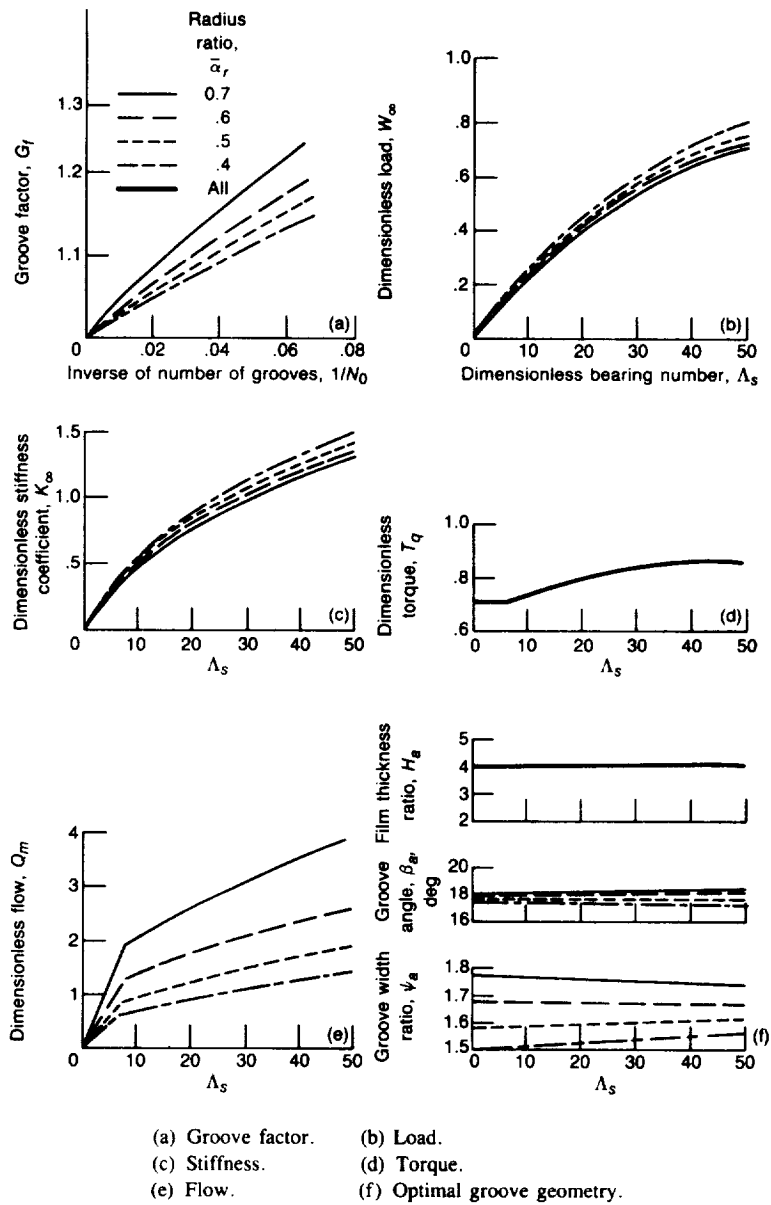 Radius
ratio,
ᾱr
0.7
.6
.5
.4
All
Groove factor, Gf
1.3
1.2
1.1
0 .02 .04 .06 .08
(a)
Inverse of number of grooves, 1/N0
Dimensionless load, W∞
1.0
.8
.6
.4
.2
0 10 20 30 40 50
(b)
Dimensionless bearing number, Λs
Dimensionless stiffness
coefficient, K∞
1.5
1.0
.5
0 10 20 30 40 50
(c)
Λs
Dimensionless
torque, Tq
1.0
.8
.6
0 10 20 30 40 50
(d)
Λs
Dimensionless flow, Qm
4
3
2
1
0 10 20 30 40 50
(e)
Λs
Film thickness
ratio, Ha
5
4
3
2
Groove
angle, βa,
deg
20
18
16
Groove width
ratio, ψa
1.8
1.7
1.6
1.5
0 10 20 30 40 50
(f)
Λs
(a) Groove factor. (b) Load.
(c) Stiffness. (d) Torque.
(e) Flow. (f) Optimal groove geometry.